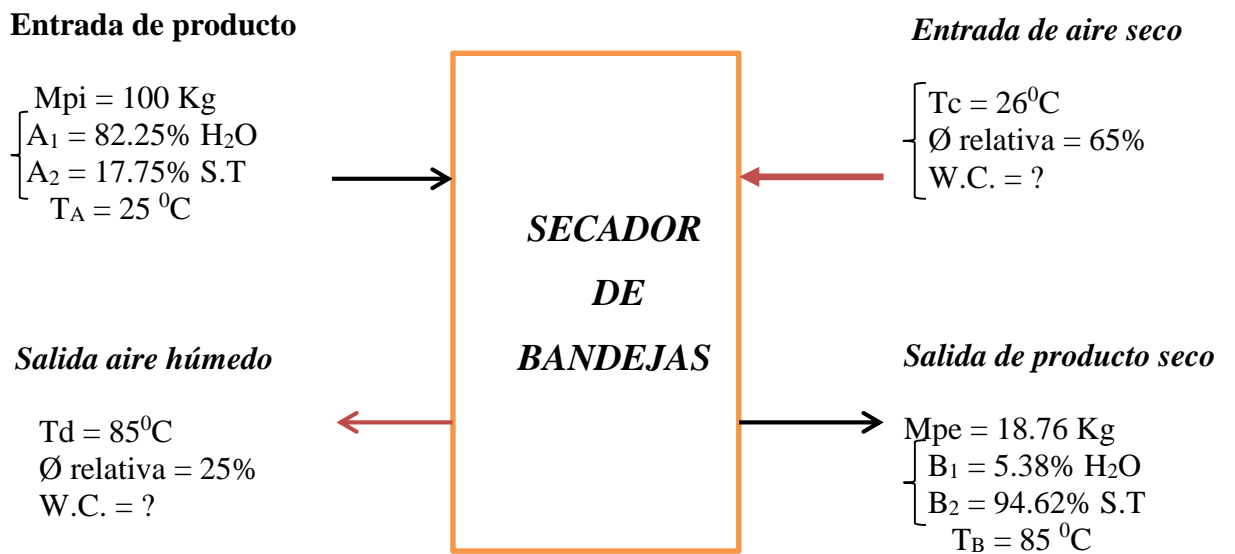 Entrada de producto
Mpi = 100 Kg
A₁ = 82.25% H₂O
A₂ = 17.75% S.T
T_A = 25 ⁰C
Entrada de aire seco
Tc = 26⁰C
Ø relativa = 65%
W.C. = ?
SECADOR
DE
BANDEJAS
Salida aire húmedo
Td = 85⁰C
Ø relativa = 25%
W.C. = ?
Salida de producto seco
Mpe = 18.76 Kg
B₁ = 5.38% H₂O
B₂ = 94.62% S.T
T_B = 85 ⁰C